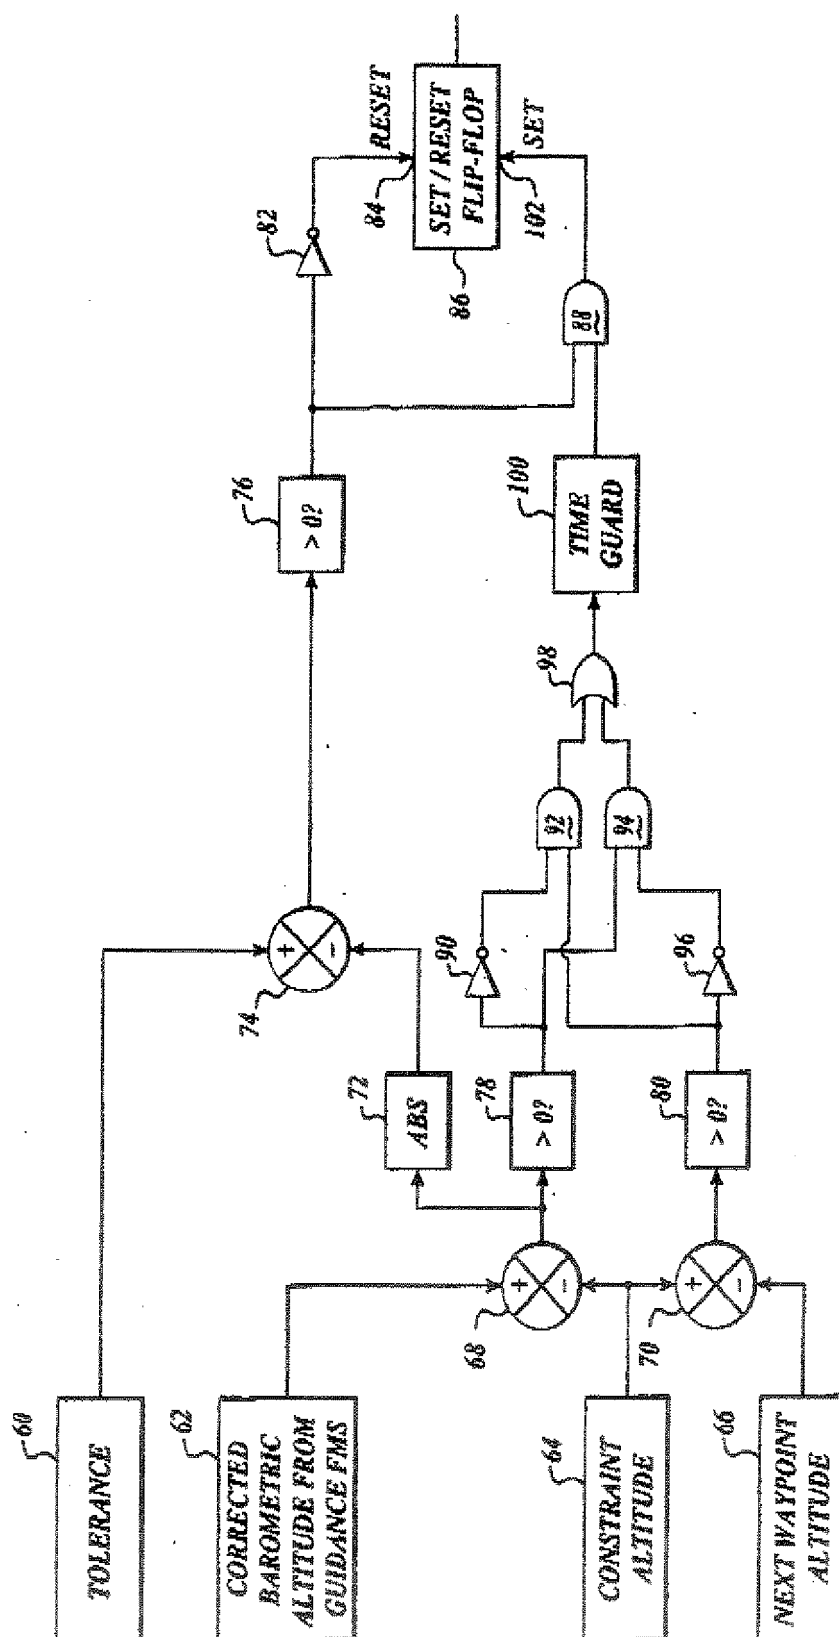 60
TOLERANCE
62
CORRECTED
BAROMETRIC
ALTITUDE FROM
GUIDANCE FMS
64
CONSTRAINT
ALTITUDE
66
NEXT WAYPOINT
ALTITUDE
68
+
−
70
+
−
72
ABS
74
+
−
78
> 0?
80
> 0?
76
> 0?
90
96
92
94
98
100
TIME
GUARD
82
88
RESET
84
SET / RESET
FLIP-FLOP
86
102
SET